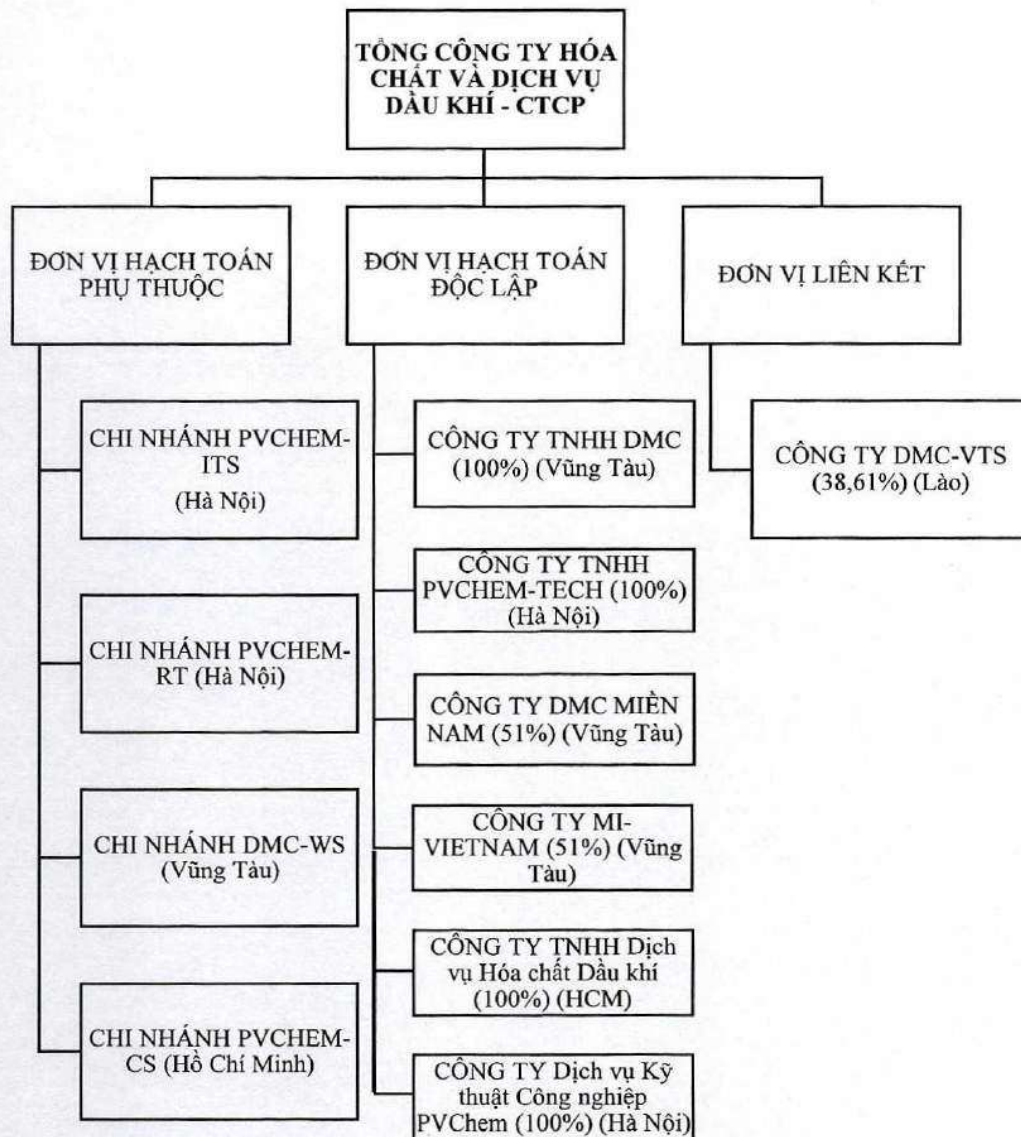 TỔNG CÔNG TY HÓA
CHẤT VÀ DỊCH VỤ
DẦU KHÍ - CTCP
ĐƠN VỊ HẠCH TOÁN
PHỤ THUỘC
CHI NHÁNH PVCHEM-
ITS
(Hà Nội)
CHI NHÁNH PVCHEM-
RT (Hà Nội)
CHI NHÁNH DMC-WS
(Vũng Tàu)
CHI NHÁNH PVCHEM-
CS (Hồ Chí Minh)
ĐƠN VỊ HẠCH TOÁN
ĐỘC LẬP
CÔNG TY TNHH DMC
(100%) (Vũng Tàu)
CÔNG TY TNHH
PVCHEM-TECH (100%)
(Hà Nội)
CÔNG TY DMC MIỀN
NAM (51%) (Vũng Tàu)
CÔNG TY MI-
VIETNAM (51%) (Vũng
Tàu)
CÔNG TY TNHH Dịch
vụ Hóa chất Dầu khí
(100%) (HCM)
CÔNG TY Dịch vụ Kỹ
thuật Công nghiệp
PVChem (100%) (Hà Nội)
ĐƠN VỊ LIÊN KẾT
CÔNG TY DMC-VTS
(38,61%) (Lào)